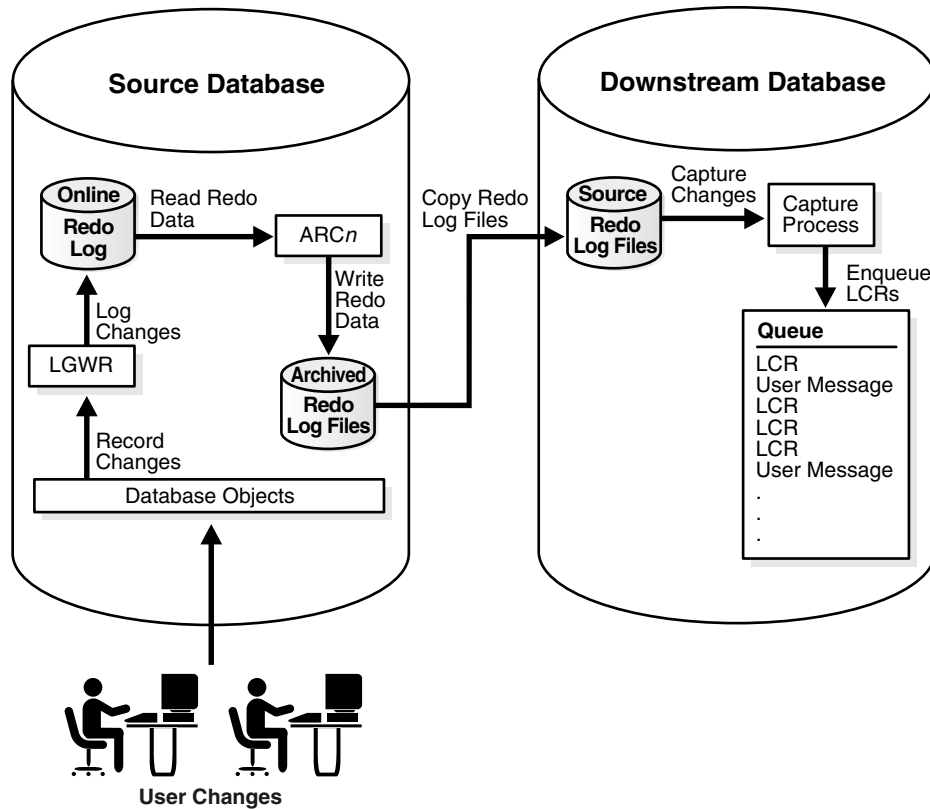 Source Database
Online
Redo
Log
Read Redo
Data
ARCn
Write
Redo
Data
Archived
Redo
Log Files
Log
Changes
LGWR
Record
Changes
Database Objects
User Changes
Copy Redo
Log Files
Downstream Database
Source
Redo
Log Files
Capture
Changes
Capture
Process
Enqueue
LCRs
Queue
LCR
User Message
LCR
LCR
LCR
User Message
.
.
.